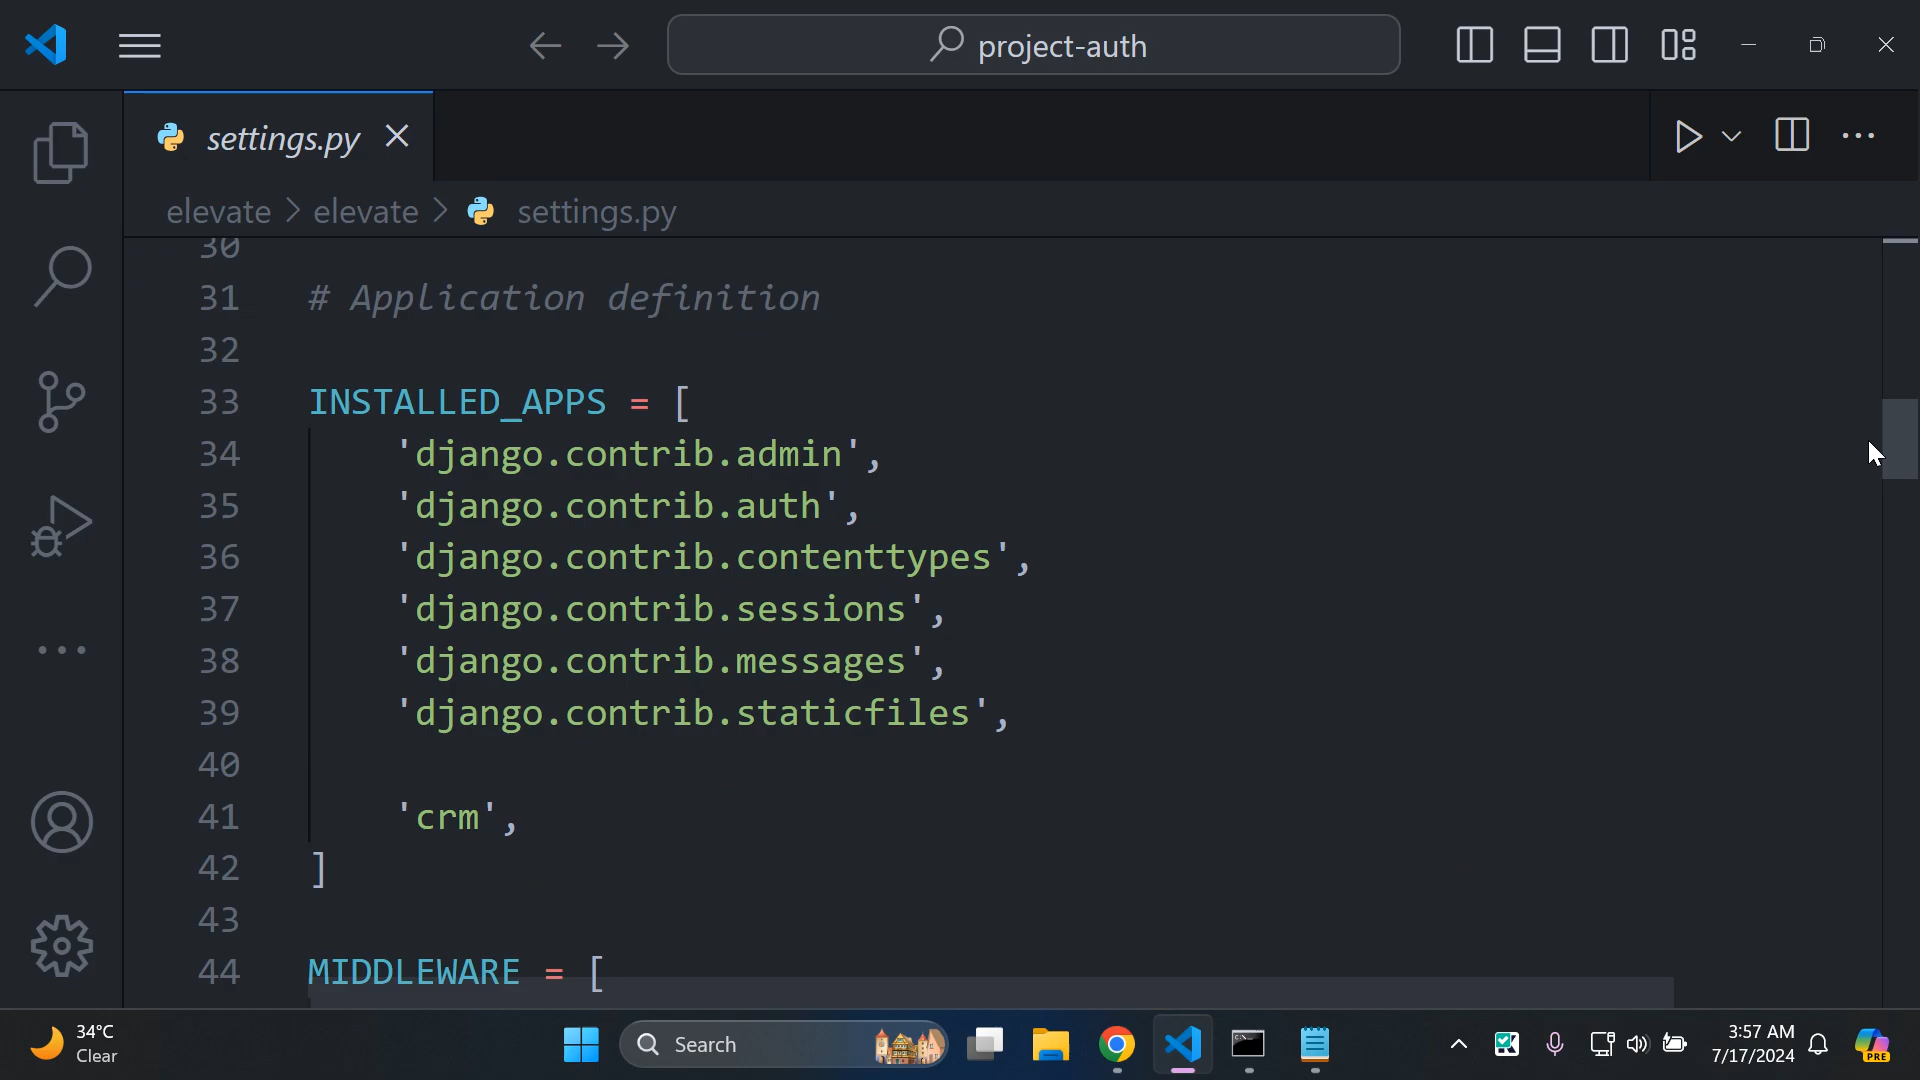 project-auth
settings.py
elevate > elevate > settings.py
30
31 # Application definition
32
33 INSTALLED_APPS = [
34 'django.contrib.admin',
35 'django.contrib.auth',
36 'django.contrib.contenttypes',
37 'django.contrib.sessions',
38 'django.contrib.messages',
39 'django.contrib.staticfiles',
40
41 'crm',
42 ]
43
44 MIDDLEWARE = [
34°C
Clear
Search
3:57 AM
7/17/2024
PRE